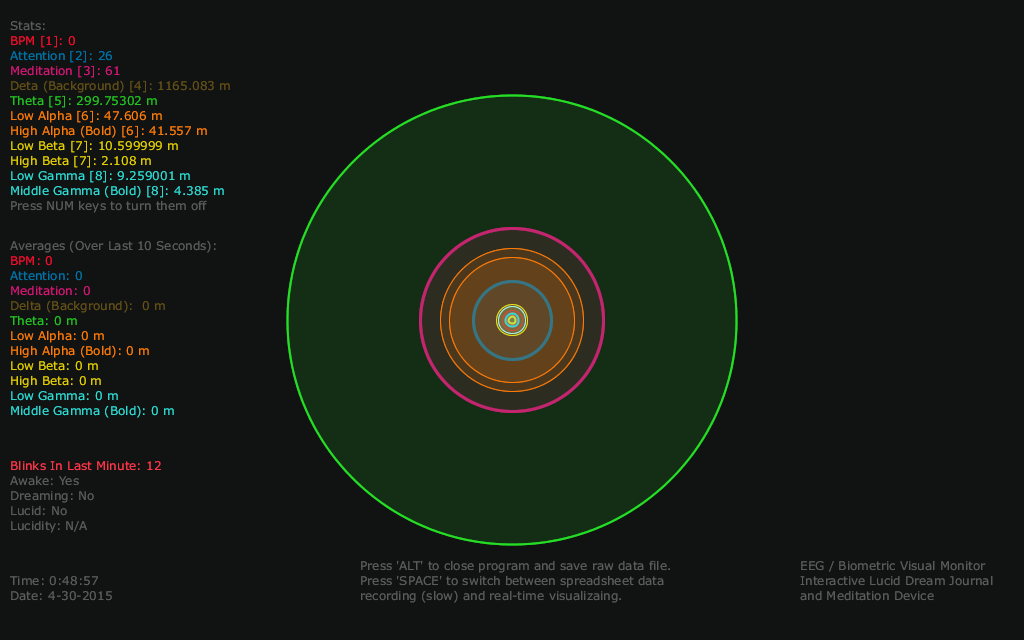 Stats:
BPM [1]: 0
Attention [2]: 26
Meditation [3]: 61
Deta (Background) [4]: 1165.083 m
Theta [5]: 299.75302 m
Low Alpha [6]: 47.606 m
High Alpha (Bold) [6]: 41.557 m
Low Beta [7]: 10.599999 m
High Beta [7]: 2.108 m
Low Gamma [8]: 9.259001 m
Middle Gamma (Bold) [8]: 4.385 m
Press NUM keys to turn them off
Averages (Over Last 10 Seconds):
BPM: 0
Attention: 0
Meditation: 0
Delta (Background):  0 m
Theta: 0 m
Low Alpha: 0 m
High Alpha (Bold): 0 m
Low Beta: 0 m
High Beta: 0 m
Low Gamma: 0 m
Middle Gamma (Bold): 0 m
Blinks In Last Minute: 12
Awake: Yes
Dreaming: No
Lucid: No
Lucidity: N/A
Time: 0:48:57
Date: 4-30-2015
Press 'ALT' to close program and save raw data file.
Press 'SPACE' to switch between spreadsheet data
recording (slow) and real-time visualizaing.
EEG / Biometric Visual Monitor
Interactive Lucid Dream Journal
and Meditation Device